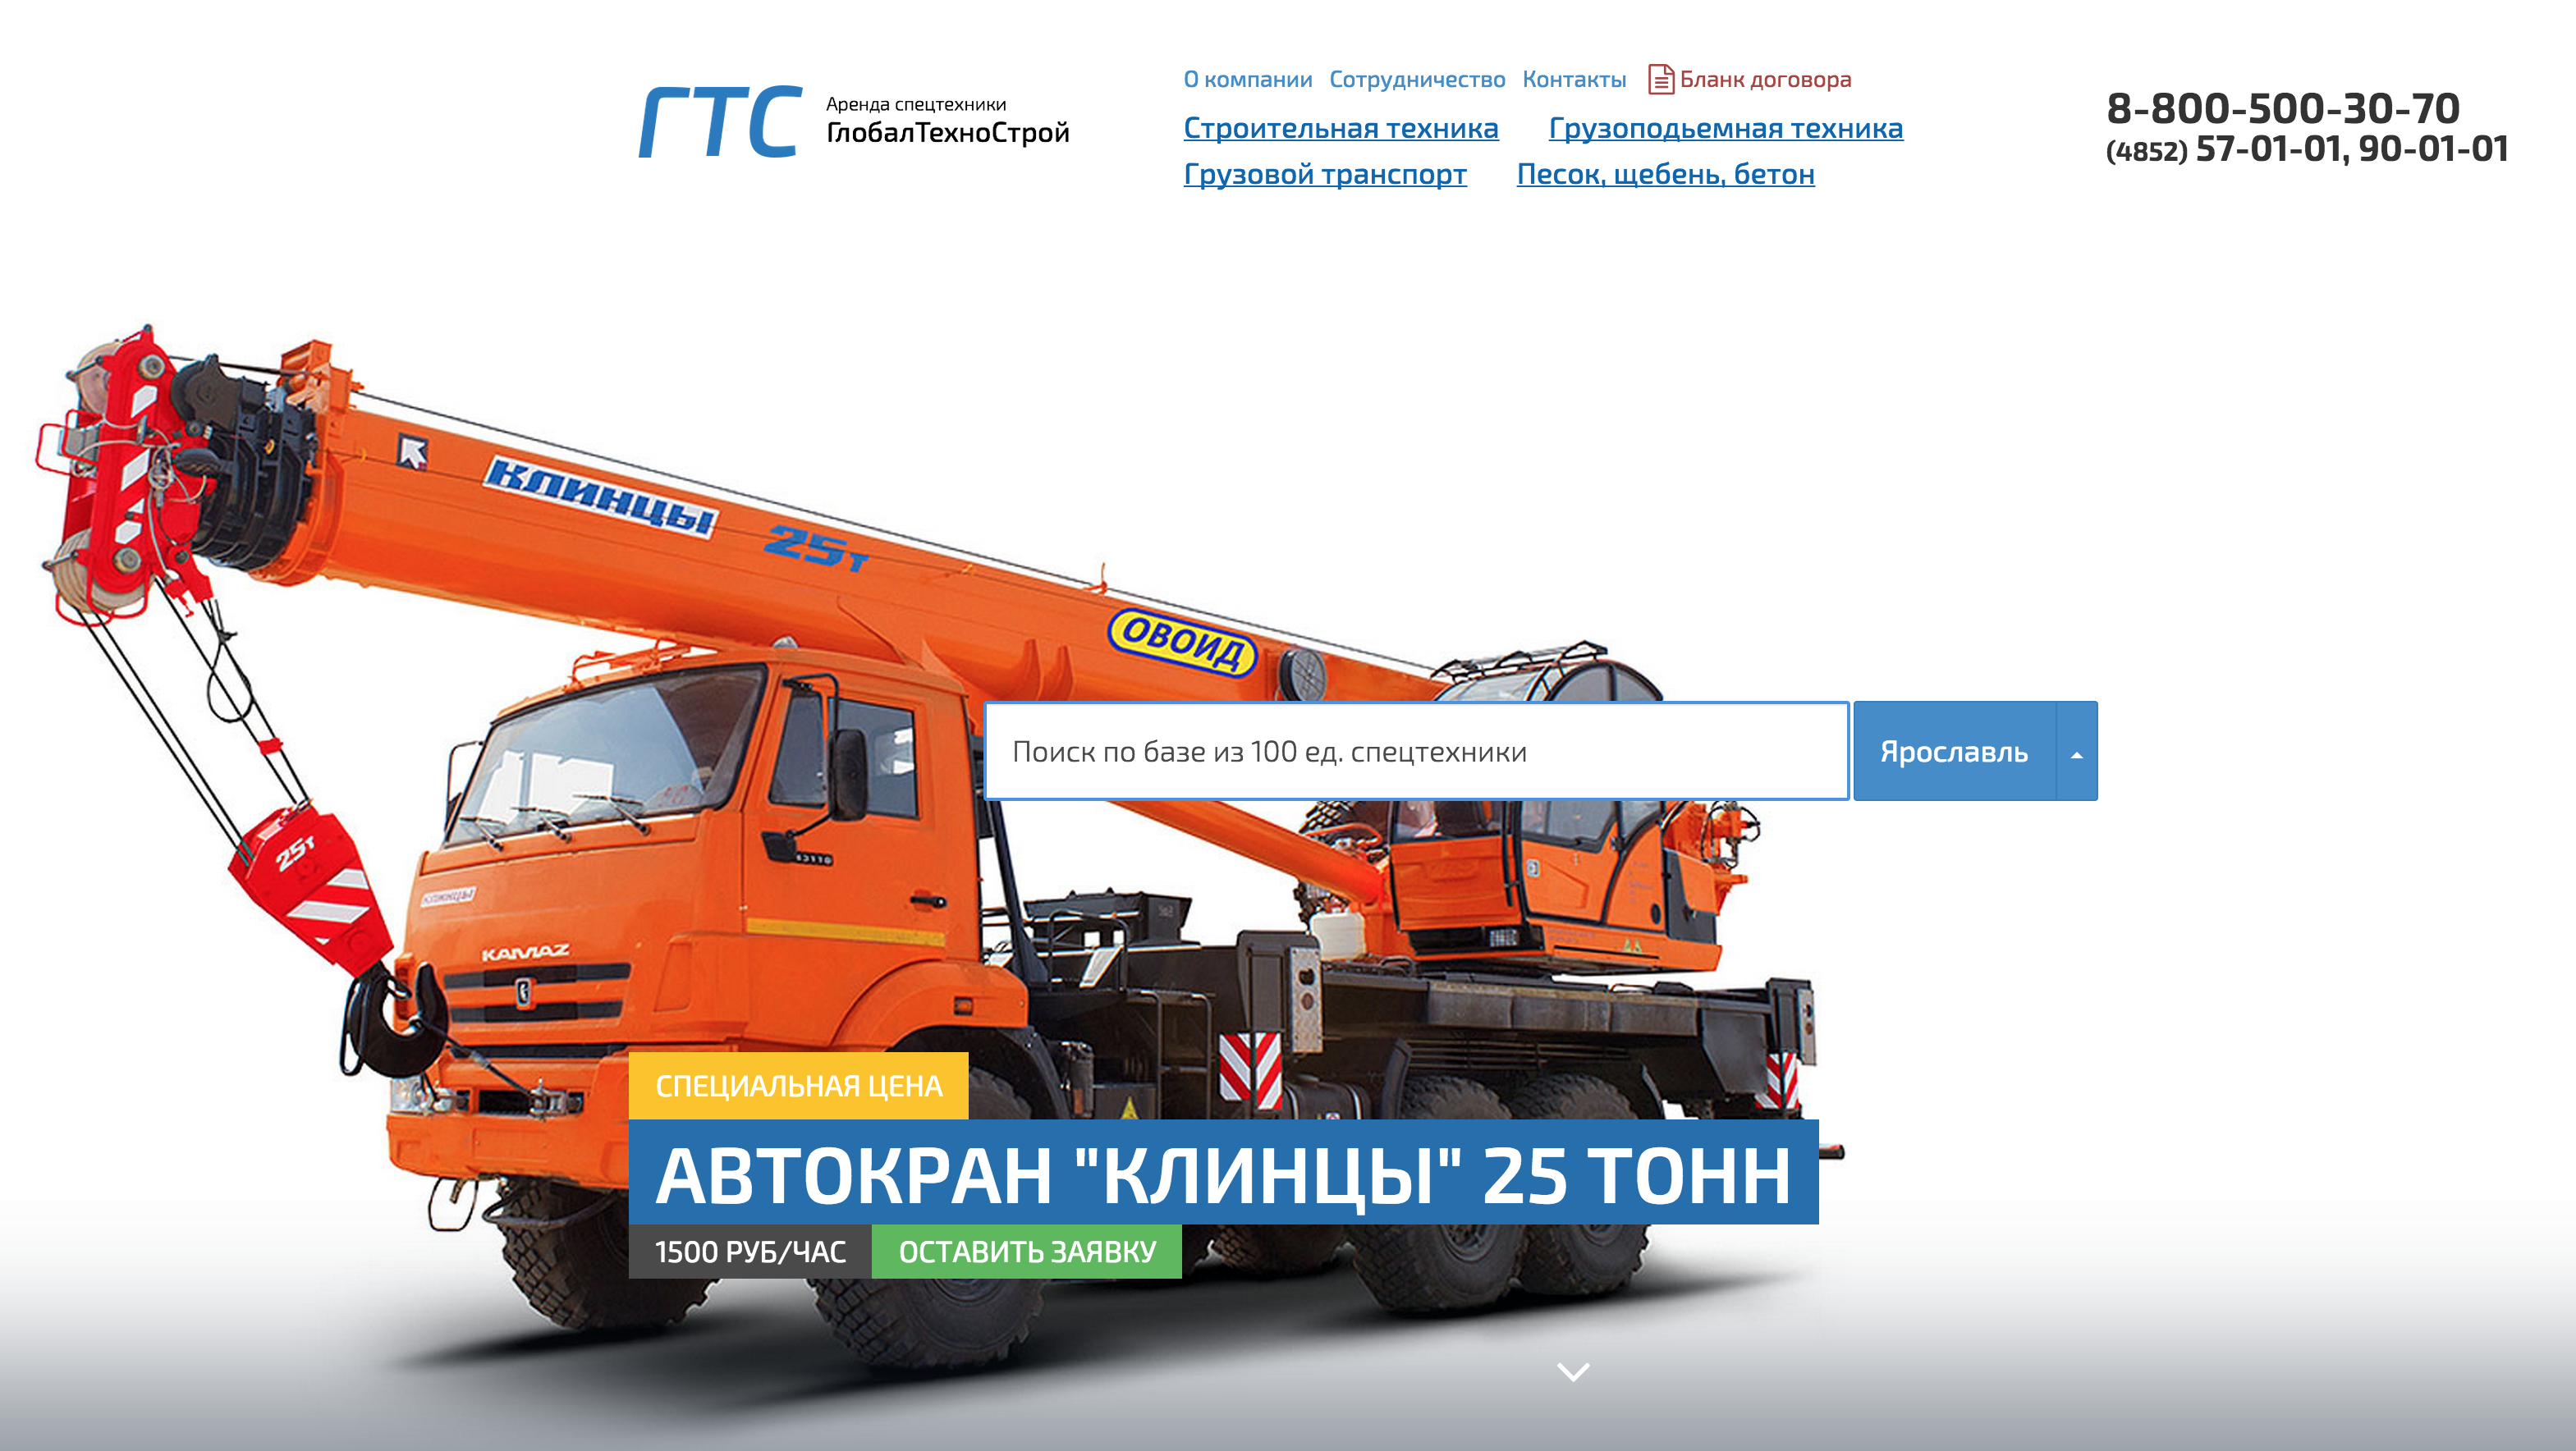 ГТС
Аренда спецтехники
ГлобалТехноСтрой
О компании Сотрудничество Контакты Бланк договора
Строительная техника Грузоподьемная техника
Грузовой транспорт Песок, щебень, бетон
8-800-500-30-70
(4852) 57-01-01, 90-01-01
КЛИНЦЫ
25т
ОВОИД
Поиск по базе из 100 ед. спецтехники
Ярославль
25т
43118
КЛИНЦЫ
KAMAZ
СПЕЦИАЛЬНАЯ ЦЕНА
АВТОКРАН "КЛИНЦЫ" 25 ТОНН
1500 РУБ/ЧАС ОСТАВИТЬ ЗАЯВКУ